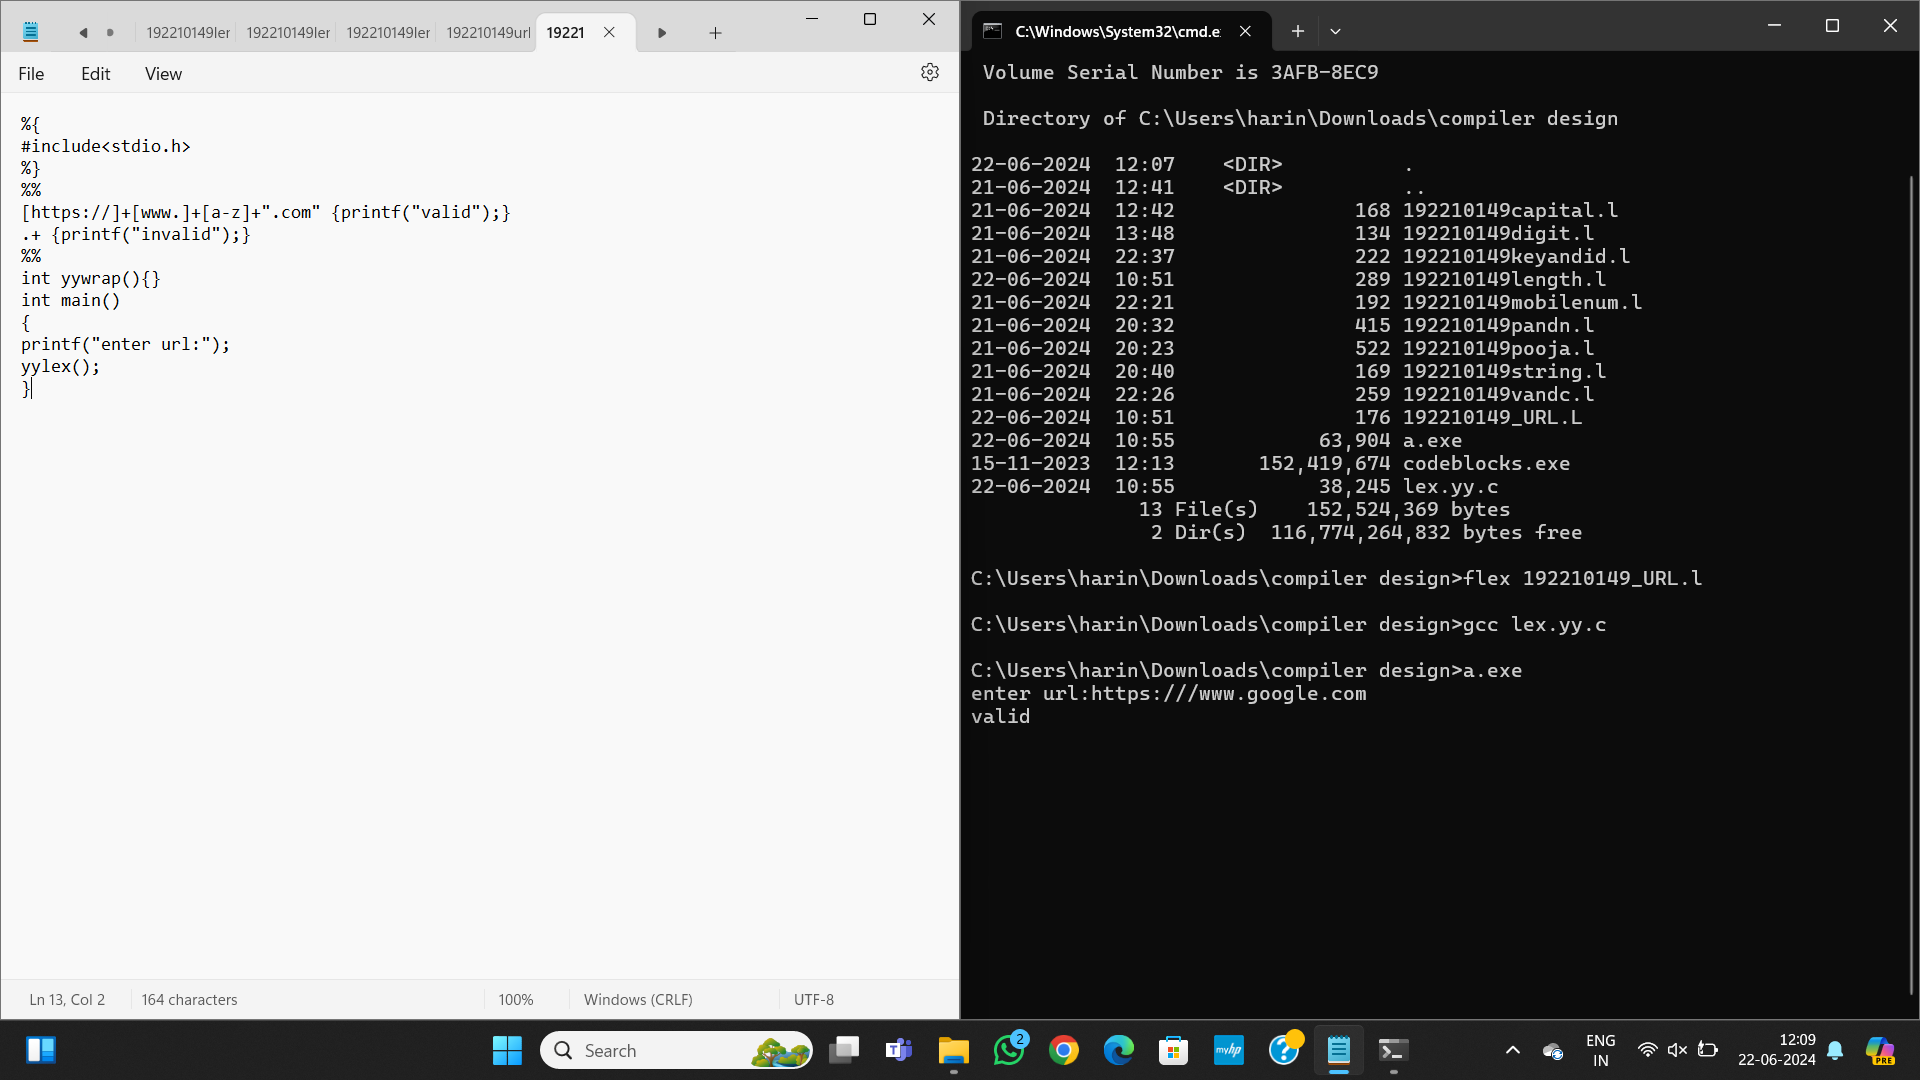 192210149ler 192210149ler 192210149ler 192210149url 19221
File Edit View
%{
#include<stdio.h>
%}
%%
[https://]+[www.]+[a-z]+".com" {printf("valid");}
.+ {printf("invalid");}
%%
int yywrap(){}
int main()
{
printf("enter url:");
yylex();
}
Ln 13, Col 2 164 characters 100% Windows (CRLF) UTF-8
C:\Windows\System32\cmd.e
Volume Serial Number is 3AFB-8EC9
Directory of C:\Users\harin\Downloads\compiler design
22-06-2024 12:07 <DIR> .
21-06-2024 12:41 <DIR> ..
21-06-2024 12:42 168 192210149capital.l
21-06-2024 13:48 134 192210149digit.l
21-06-2024 22:37 222 192210149keyandid.l
22-06-2024 10:51 289 192210149length.l
21-06-2024 22:21 192 192210149mobilenum.l
21-06-2024 20:32 415 192210149pandn.l
21-06-2024 20:23 522 192210149pooja.l
21-06-2024 20:40 169 192210149string.l
21-06-2024 22:26 259 192210149vandc.l
22-06-2024 10:51 176 192210149_URL.L
22-06-2024 10:55 63,904 a.exe
15-11-2023 12:13 152,419,674 codeblocks.exe
22-06-2024 10:55 38,245 lex.yy.c
13 File(s) 152,524,369 bytes
2 Dir(s) 116,774,264,832 bytes free
C:\Users\harin\Downloads\compiler design>flex 192210149_URL.l
C:\Users\harin\Downloads\compiler design>gcc lex.yy.c
C:\Users\harin\Downloads\compiler design>a.exe
enter url:https:///www.google.com
valid
Search
myhp
2
ENG
IN
12:09
22-06-2024
PRE